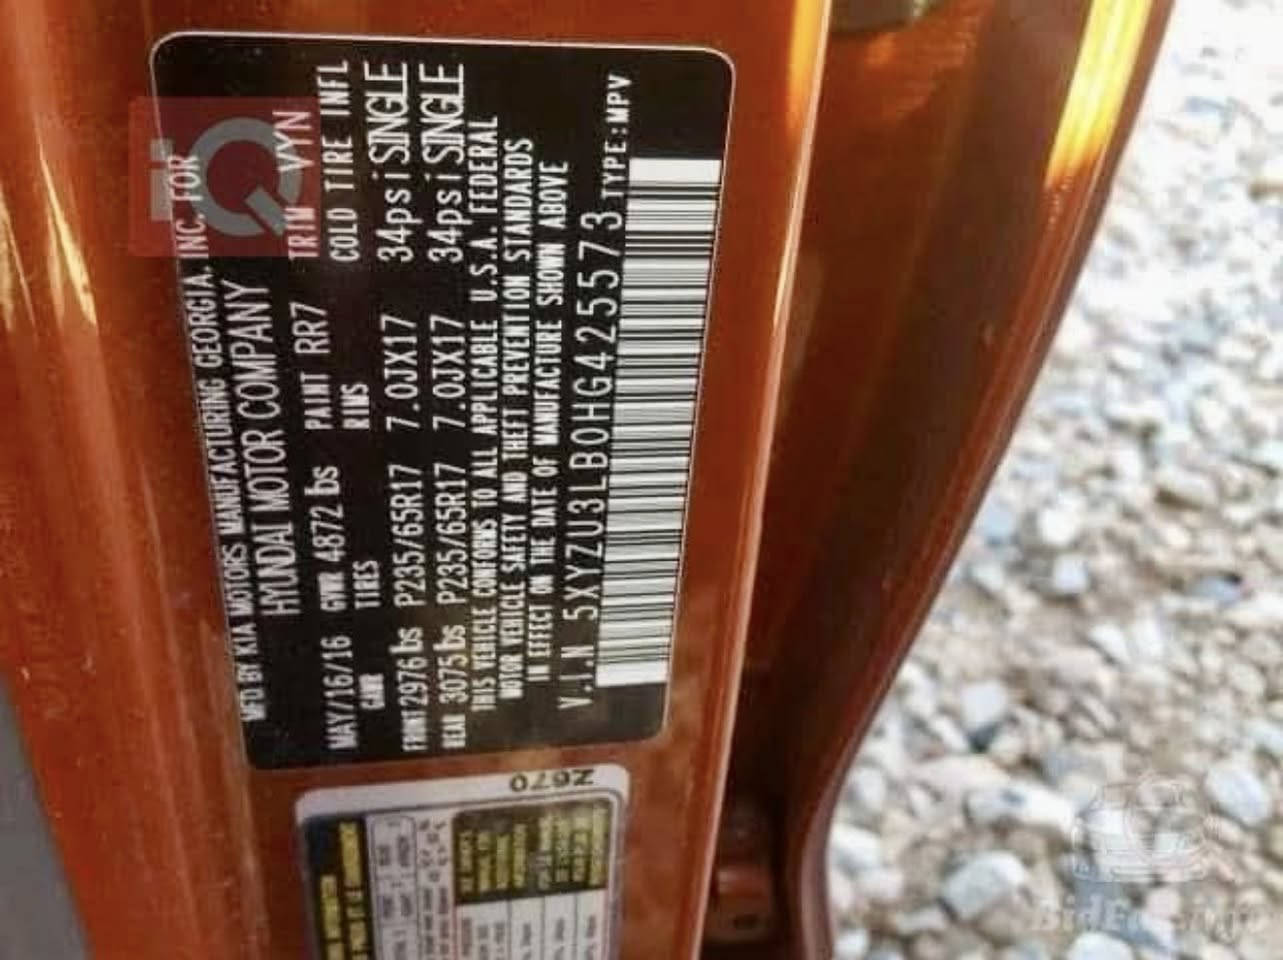 MFD BY KIA MOTORS MANUFACTURING GEORGIA, INC. FOR
HYUNDAI MOTOR COMPANY
PAINT RR7 TRIM VYN
MAY/16/16 GVWR 4872 lbs
GAWR TIRES RIMS COLD TIRE INFL
FRONT 2976 lbs P235/65R17 7.0JX17 34psi SINGLE
REAR 3075 lbs P235/65R17 7.0JX17 34psi SINGLE
THIS VEHICLE CONFORMS TO ALL APPLICABLE U.S.A. FEDERAL
MOTOR VEHICLE SAFETY AND THEFT PREVENTION STANDARDS
IN EFFECT ON THE DATE OF MANUFACTURE SHOWN ABOVE
V.I.N 5XYZU3LB0HG425573 TYPE:MPV
Z670
iQ